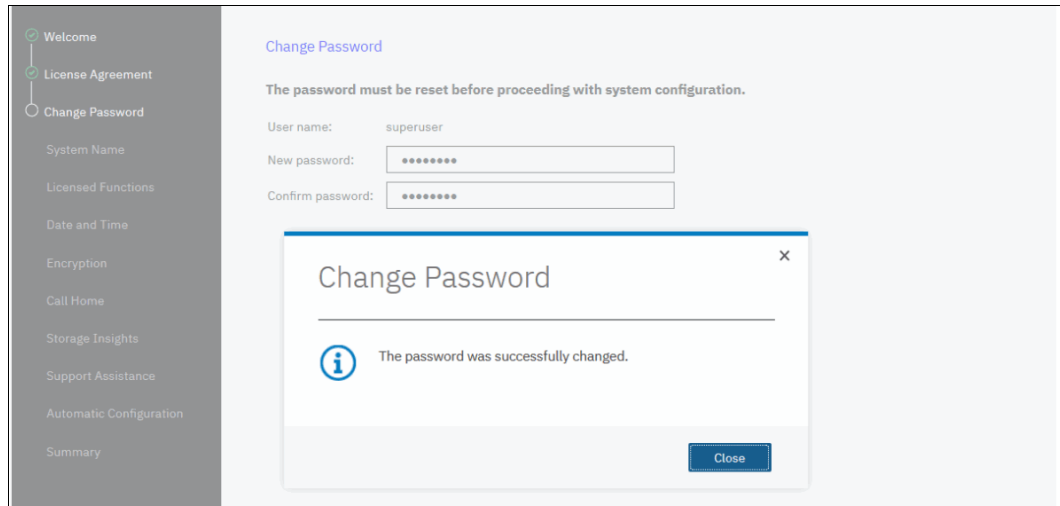 Welcome
License Agreement
Change Password
System Name
Licensed Functions
Date and Time
Encryption
Call Home
Storage Insights
Support Assistance
Automatic Configuration
Summary
Change Password
The password must be reset before proceeding with system configuration.
User name: superuser
New password: ●●●●●●●●
Confirm password: ●●●●●●●●
Change Password
The password was successfully changed.
Close